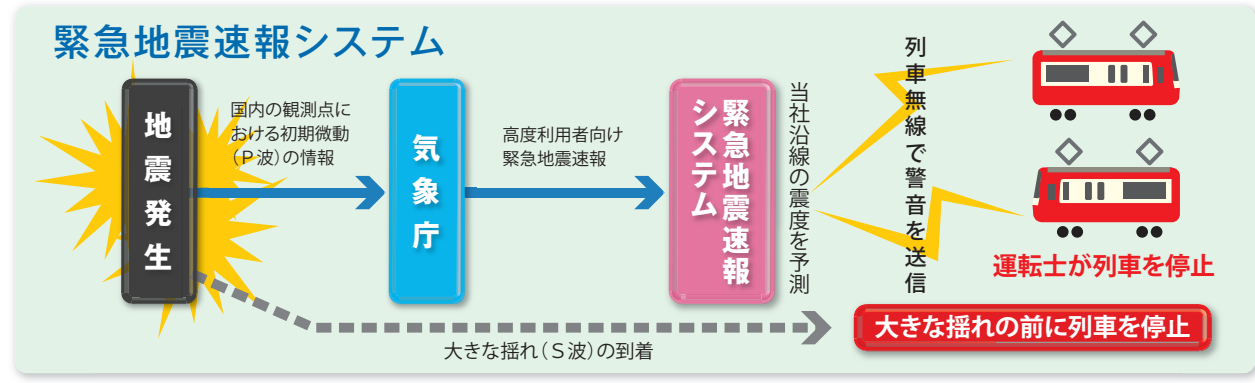 緊急地震速報システム
地震発生
国内の観測点に
おける初期微動
（P波）の情報
気象庁
高度利用者向け
緊急地震速報
緊急地震速報
システム
当社沿線の震度を予測
列車無線で警音を送信
運転士が列車を停止
大きな揺れ（S波）の到着
大きな揺れの前に列車を停止